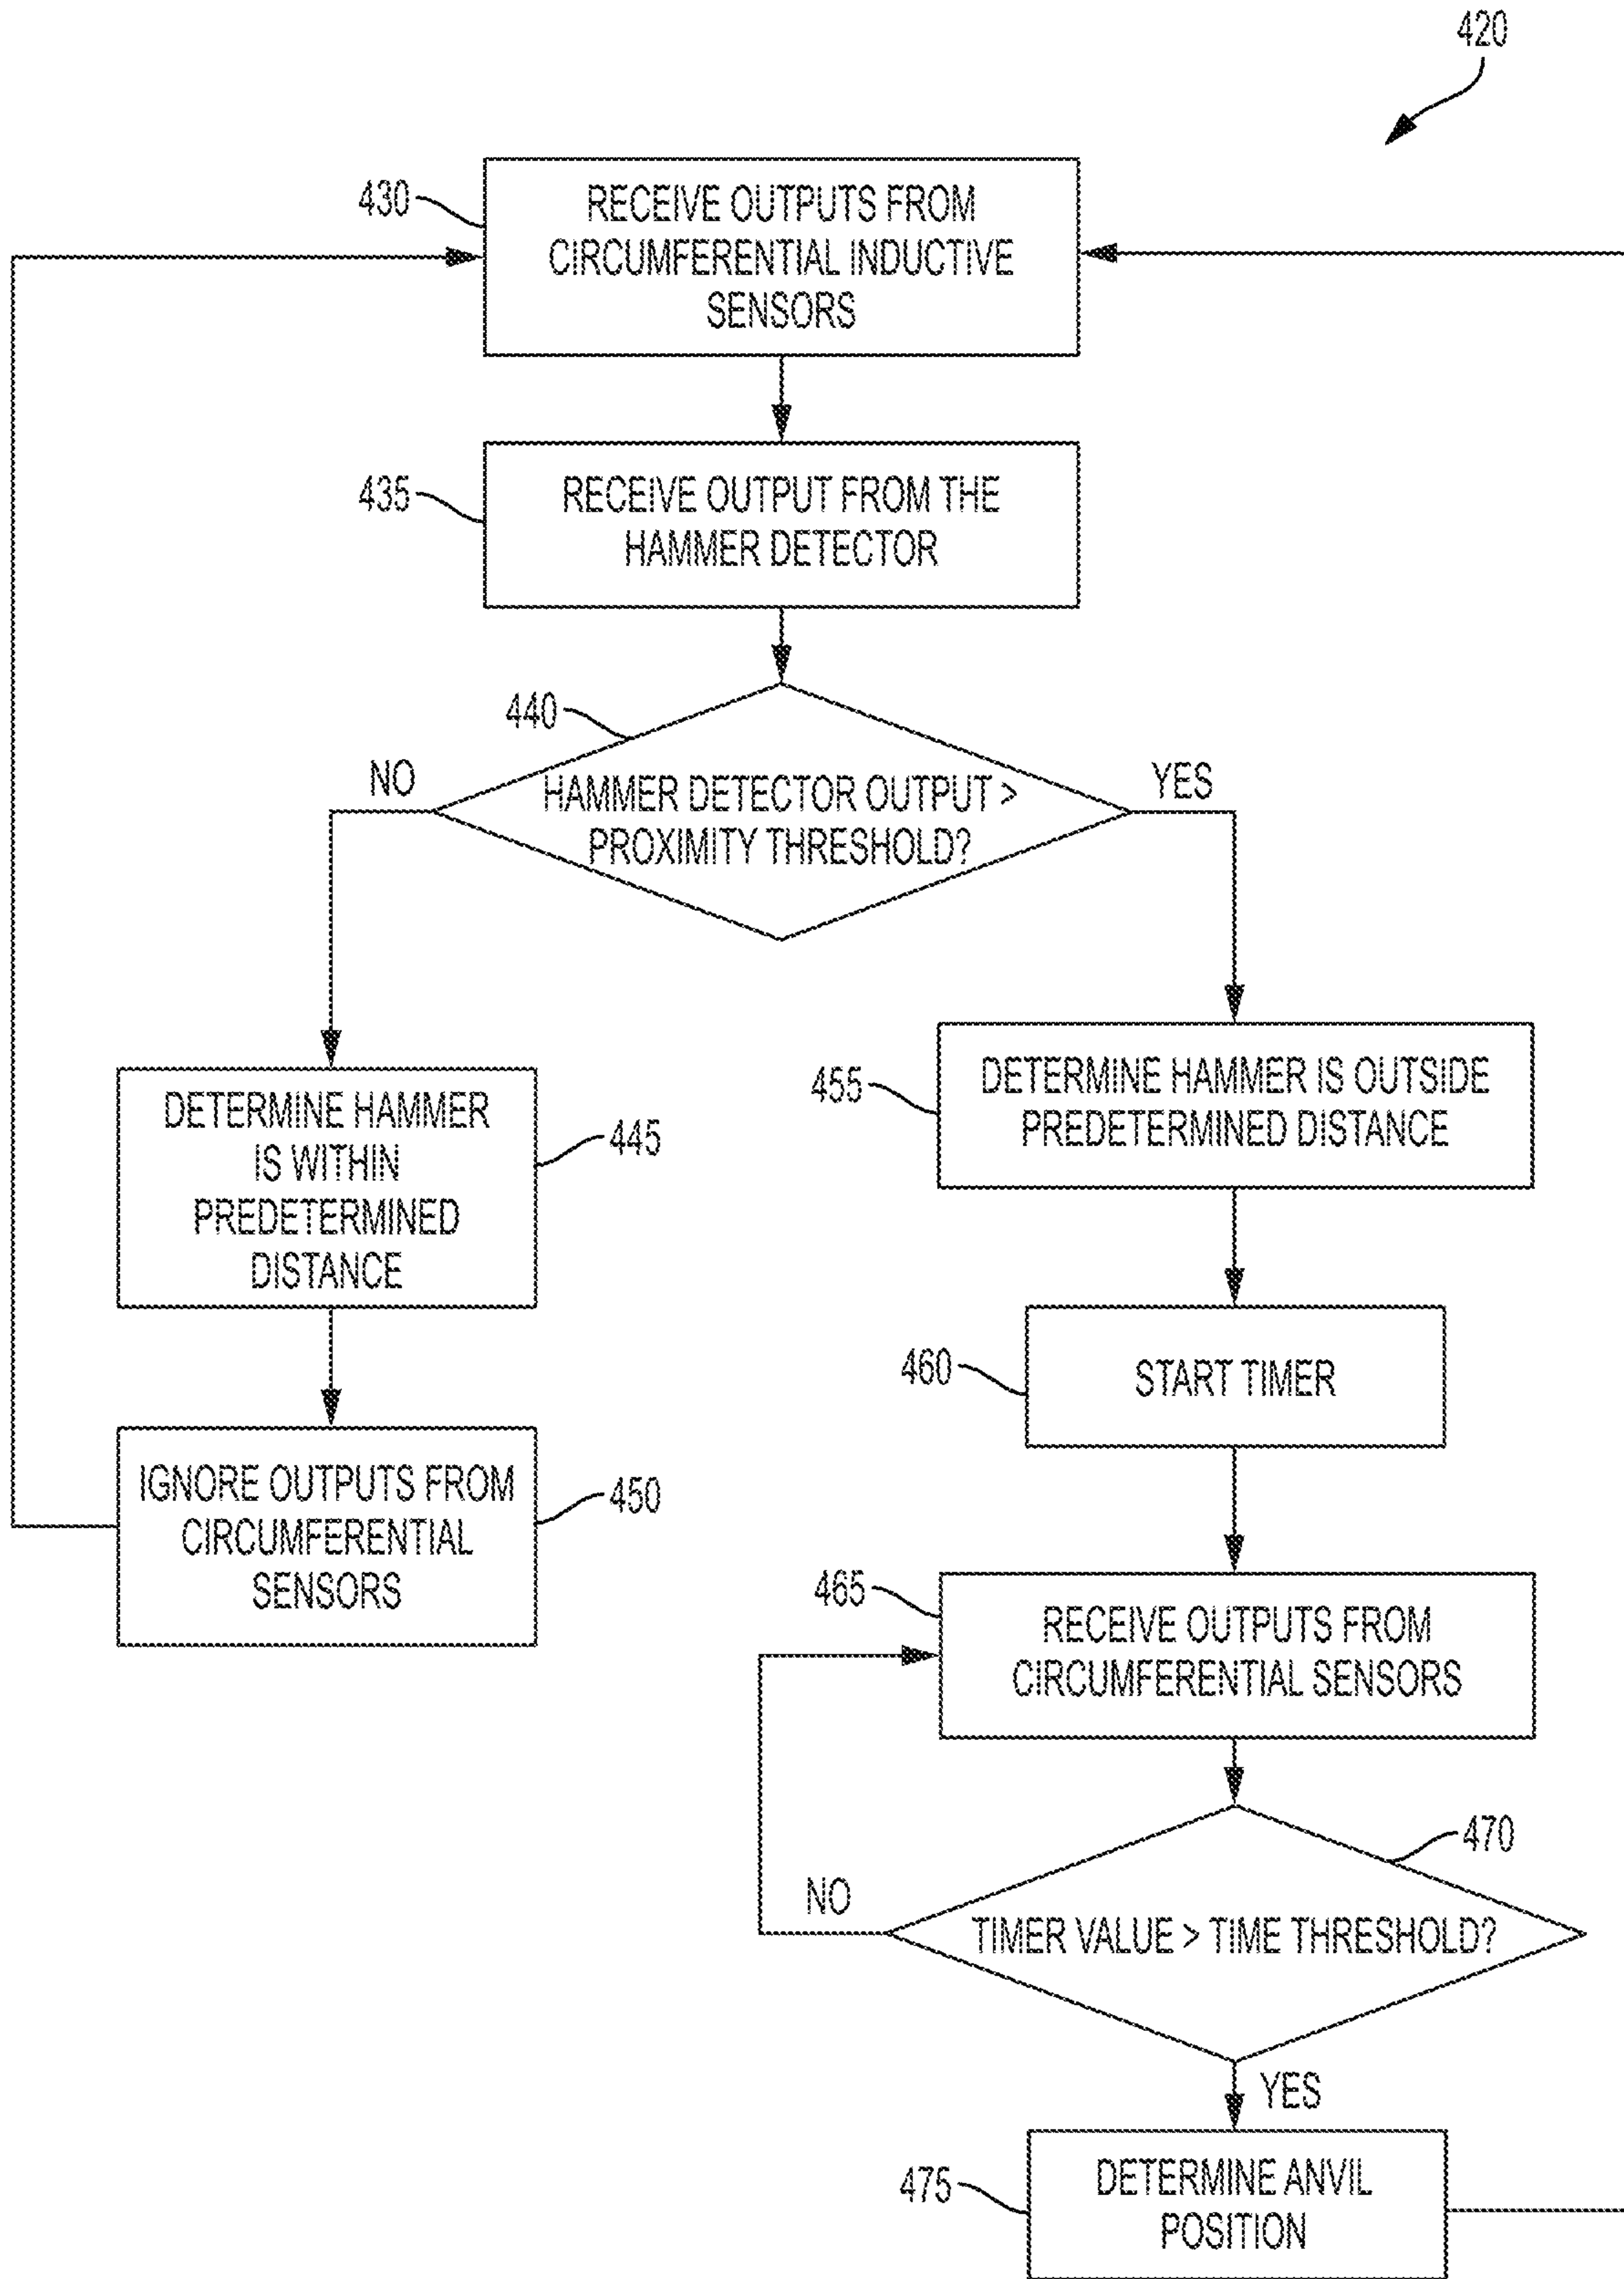 420
430
RECEIVE OUTPUTS FROM
CIRCUMFERENTIAL INDUCTIVE
SENSORS
435
RECEIVE OUTPUT FROM THE
HAMMER DETECTOR
440
NO
HAMMER DETECTOR OUTPUT >
PROXIMITY THRESHOLD?
YES
DETERMINE HAMMER
IS WITHIN
PREDETERMINED
DISTANCE
445
455
DETERMINE HAMMER IS OUTSIDE
PREDETERMINED DISTANCE
460
START TIMER
IGNORE OUTPUTS FROM
CIRCUMFERENTIAL
SENSORS
450
465
RECEIVE OUTPUTS FROM
CIRCUMFERENTIAL SENSORS
470
NO
TIMER VALUE > TIME THRESHOLD?
YES
475
DETERMINE ANVIL
POSITION